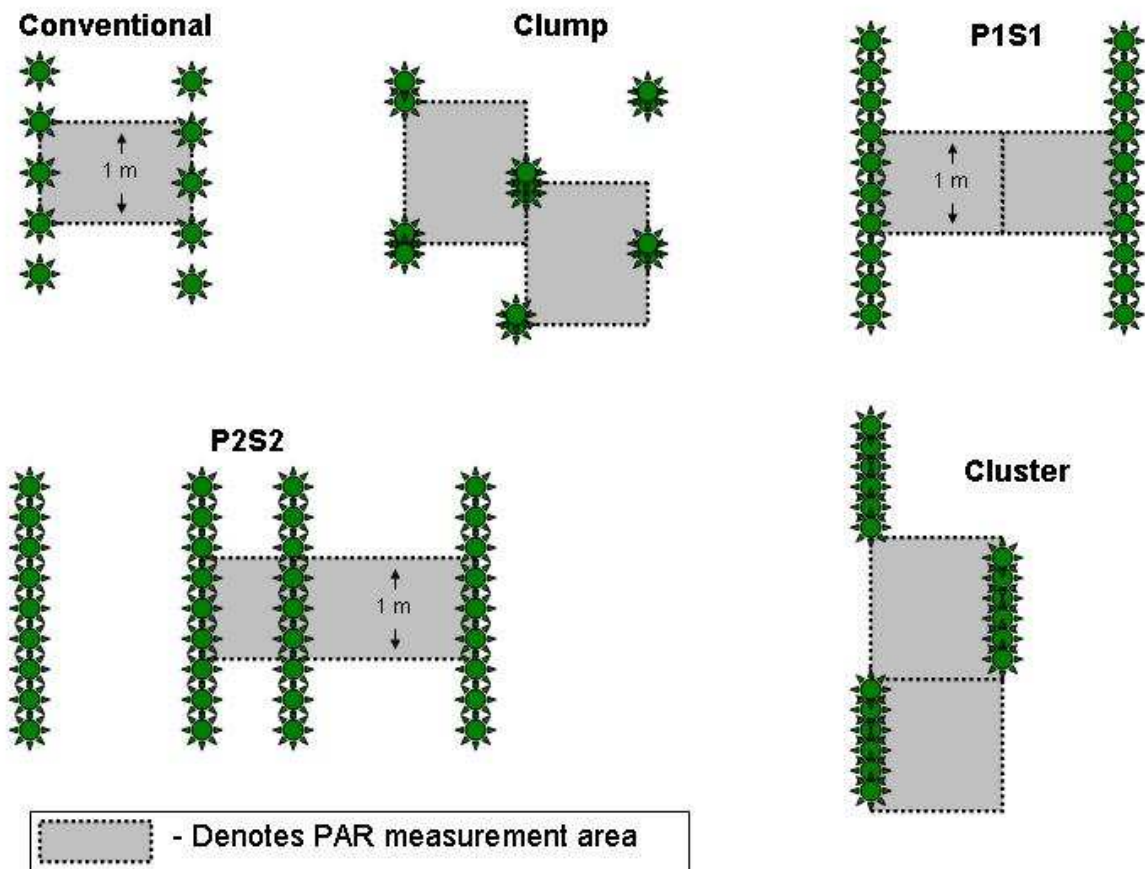 Conventional
Clump
P1S1
1 m
1 m
P2S2
Cluster
1 m
- Denotes PAR measurement area